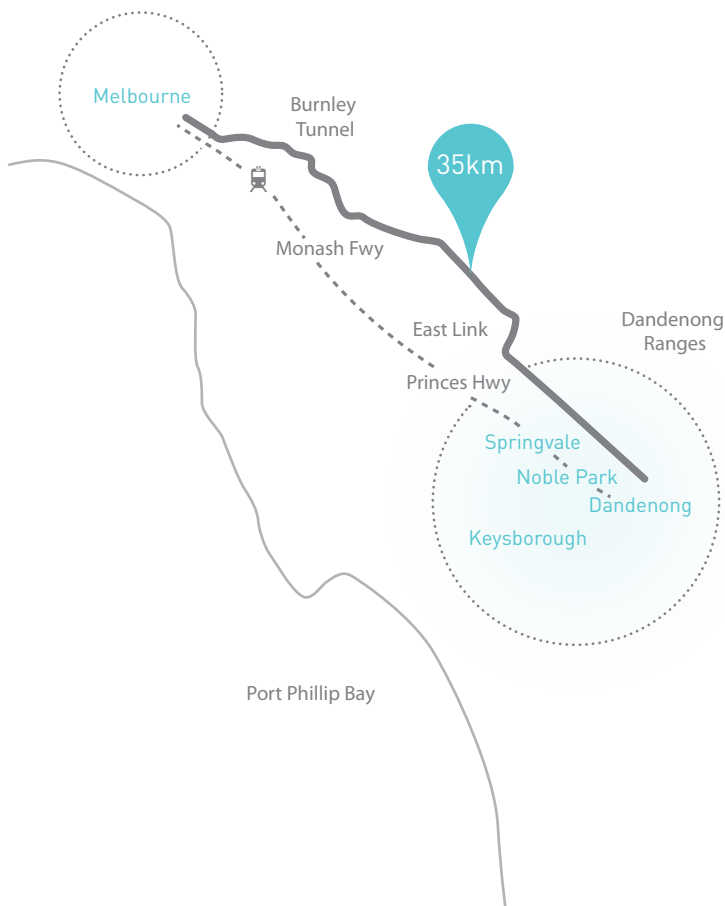 Melbourne
Burnley
Tunnel
35km
Monash Fwy
East Link
Dandenong
Ranges
Princes Hwy
Springvale
Noble Park
Dandenong
Keysborough
Port Phillip Bay